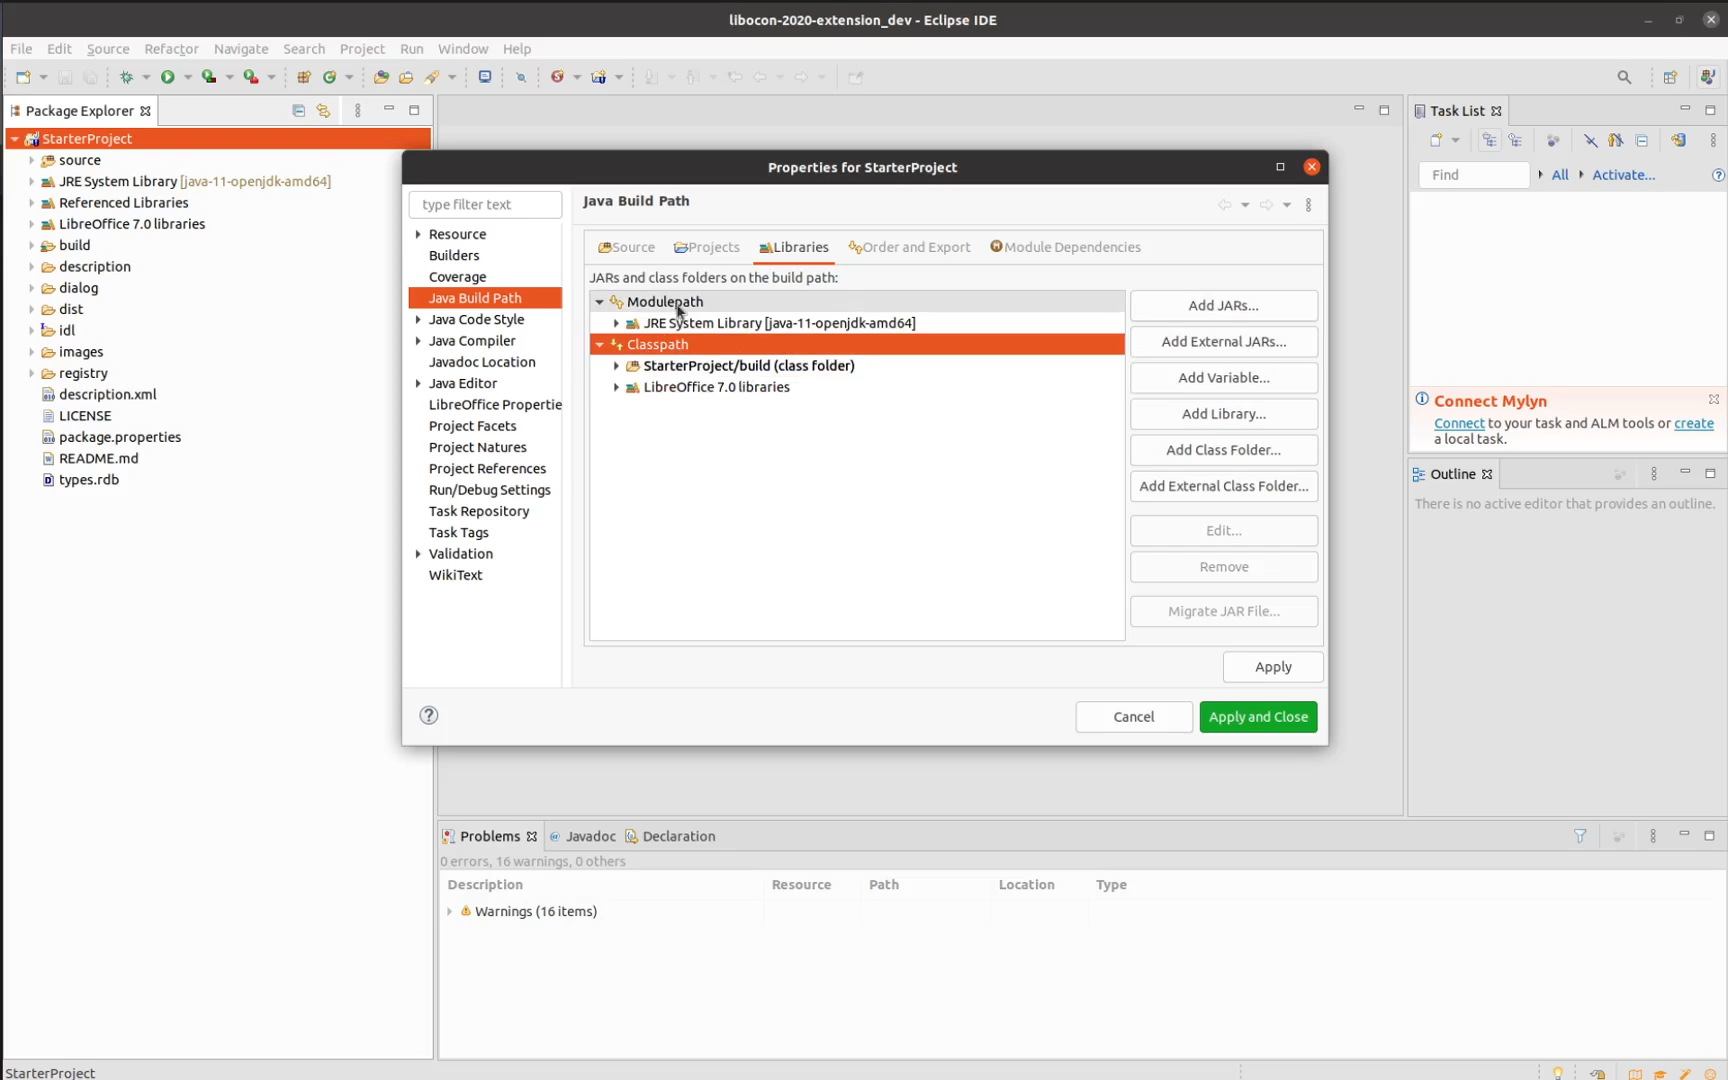 libocon-2020-extension_dev - Eclipse IDE
File Edit Source Refactor Navigate Search Project Run Window Help
Package Explorer
StarterProject
source
JRE System Library [java-11-openjdk-amd64]
Referenced Libraries
LibreOffice 7.0 libraries
build
description
dialog
dist
idl
images
registry
description.xml
LICENSE
package.properties
README.md
types.rdb
Properties for StarterProject
type filter text
Resource
Builders
Coverage
Java Build Path
Java Code Style
Java Compiler
Javadoc Location
Java Editor
LibreOffice Propertie
Project Facets
Project Natures
Project References
Run/Debug Settings
Task Repository
Task Tags
Validation
WikiText
Java Build Path
Source Projects Libraries Order and Export Module Dependencies
JARs and class folders on the build path:
Modulepath
JRE System Library [java-11-openjdk-amd64]
Classpath
StarterProject/build (class folder)
LibreOffice 7.0 libraries
Add JARs...
Add External JARs...
Add Variable...
Add Library...
Add Class Folder...
Add External Class Folder...
Edit...
Remove
Migrate JAR File...
Apply
Cancel Apply and Close
Task List
Find All Activate...
Connect Mylyn
Connect to your task and ALM tools or create
a local task.
Outline
There is no active editor that provides an outline.
Problems Javadoc Declaration
0 errors, 16 warnings, 0 others
Description Resource Path Location Type
Warnings (16 items)
StarterProject